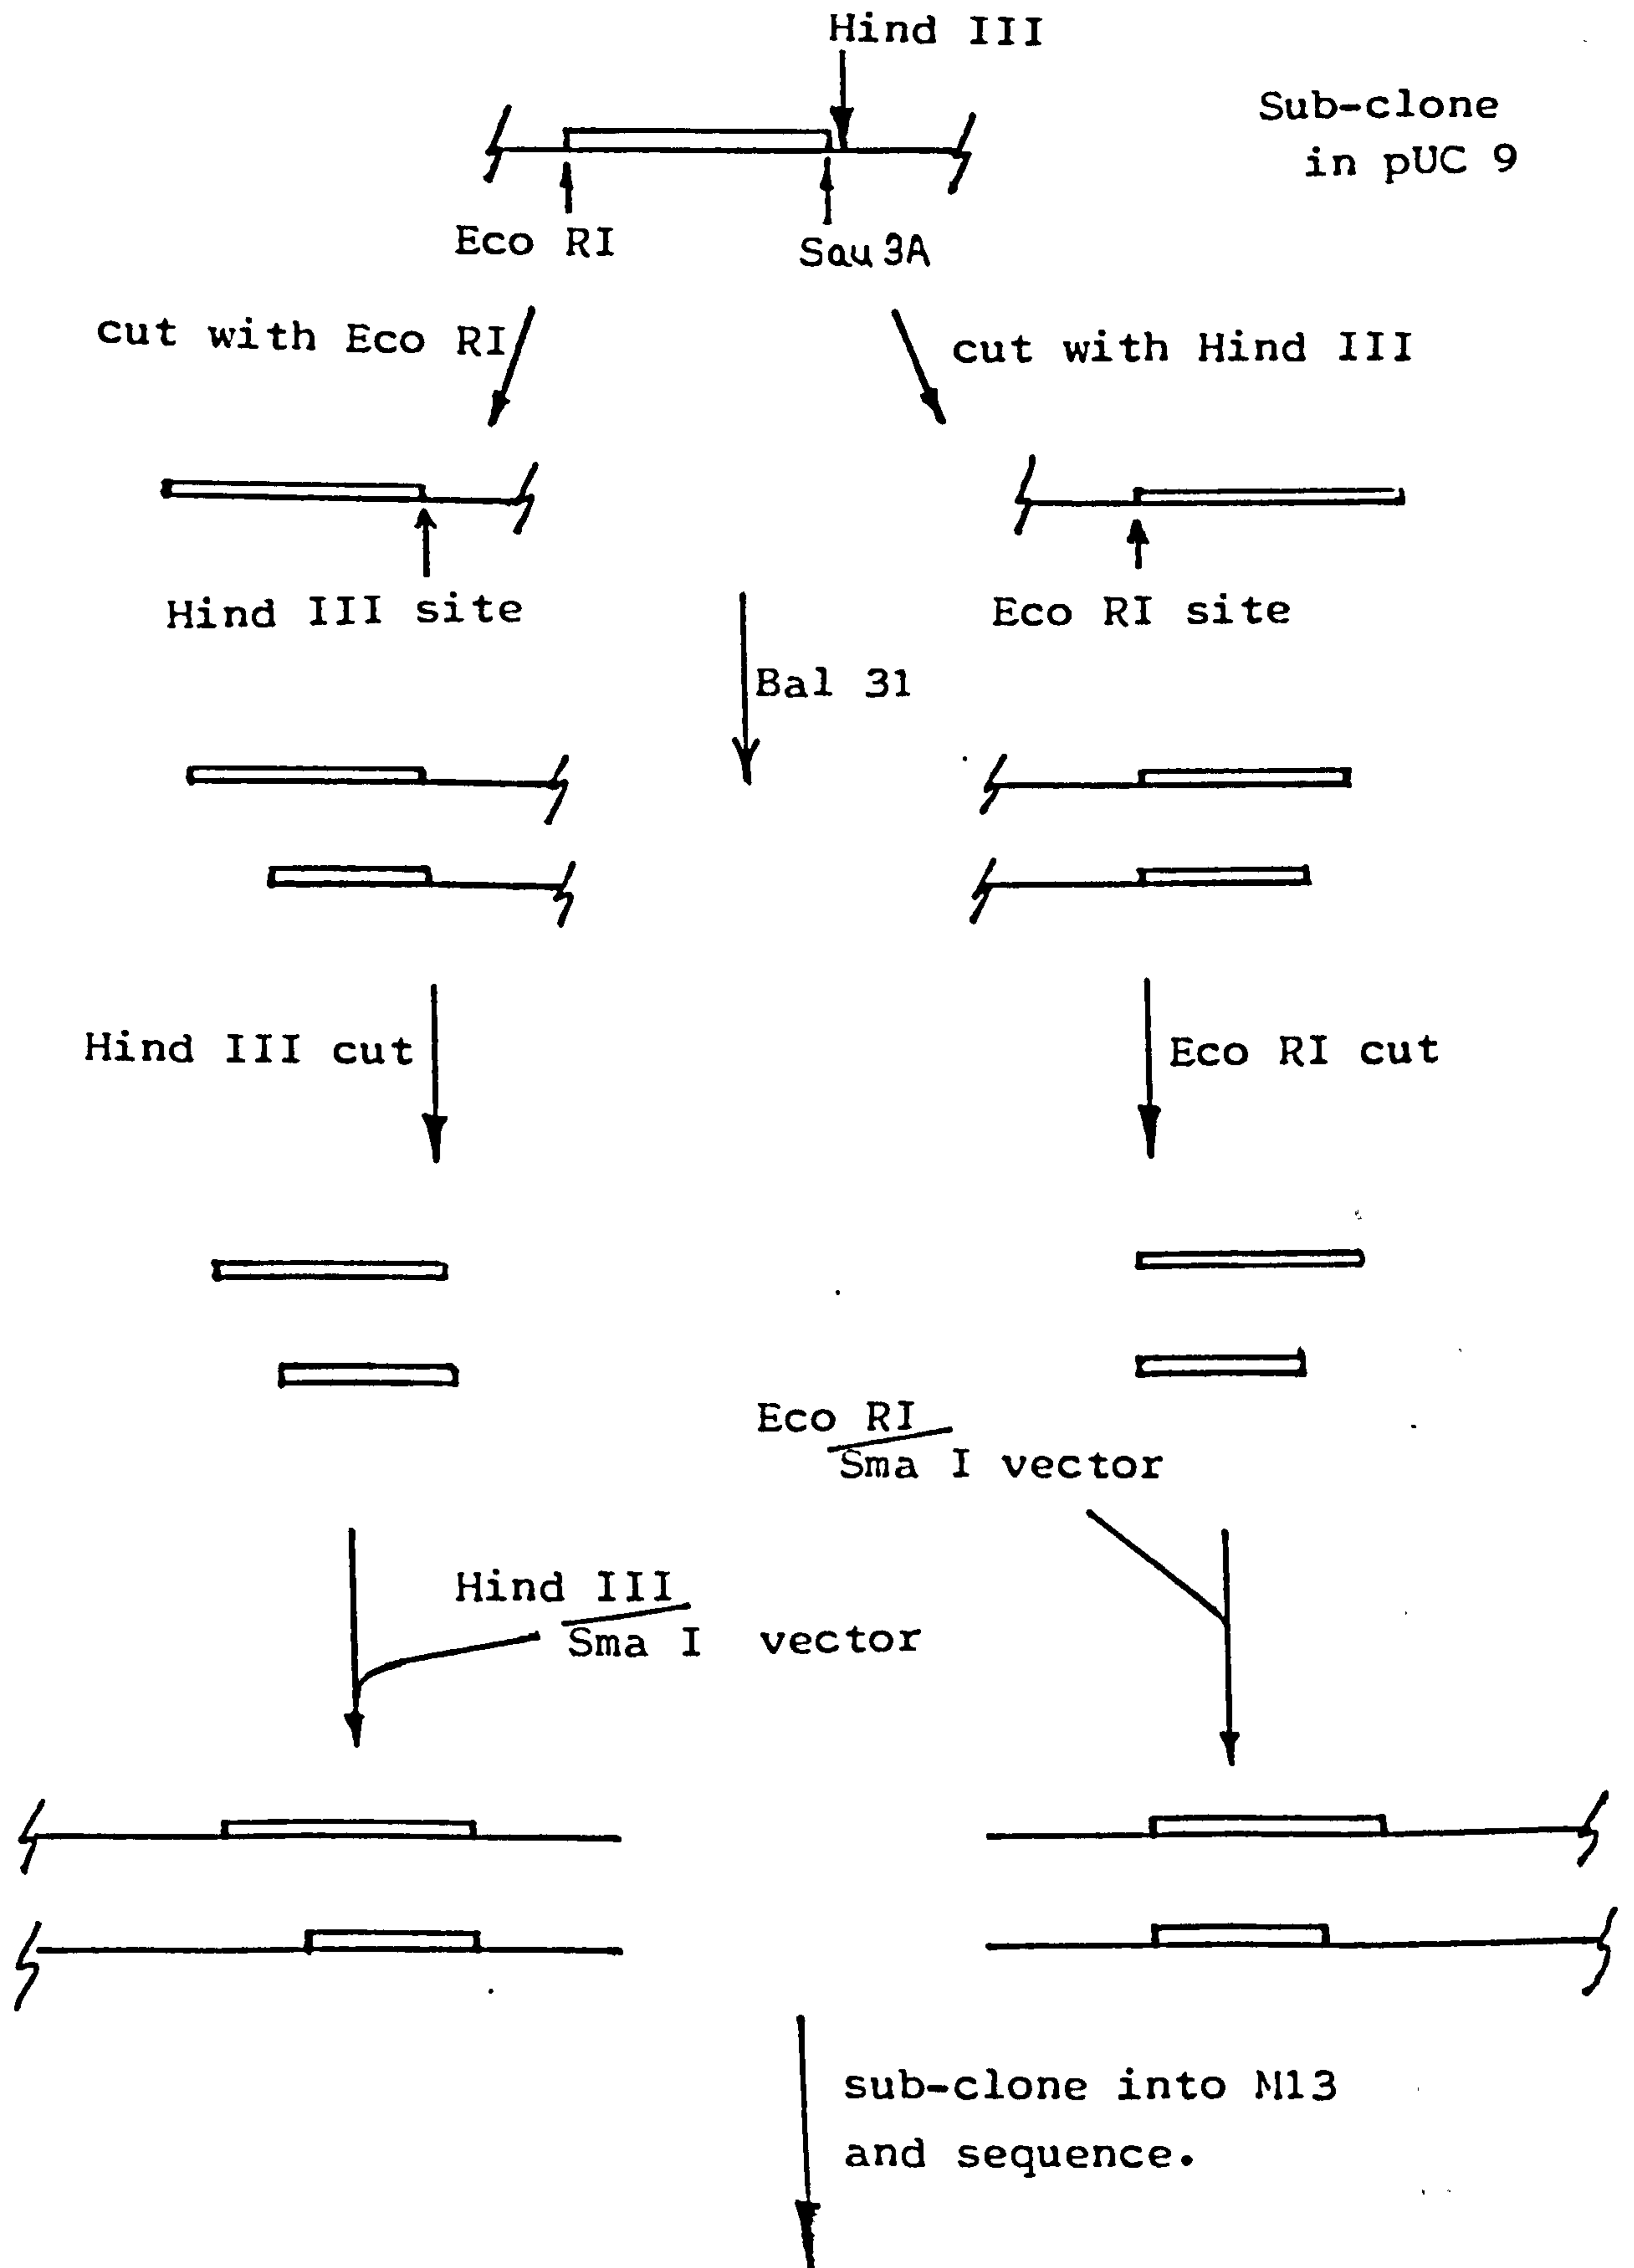 Hind III
Sub-clone
in pUC 9
Eco RI
Sau 3A
cut with Eco RI
cut with Hind III
Hind III site
Eco RI site
Bal 31
Hind III cut
Eco RI cut
Eco RI
Sma I vector
Hind III
Sma I vector
sub-clone into M13
and sequence.